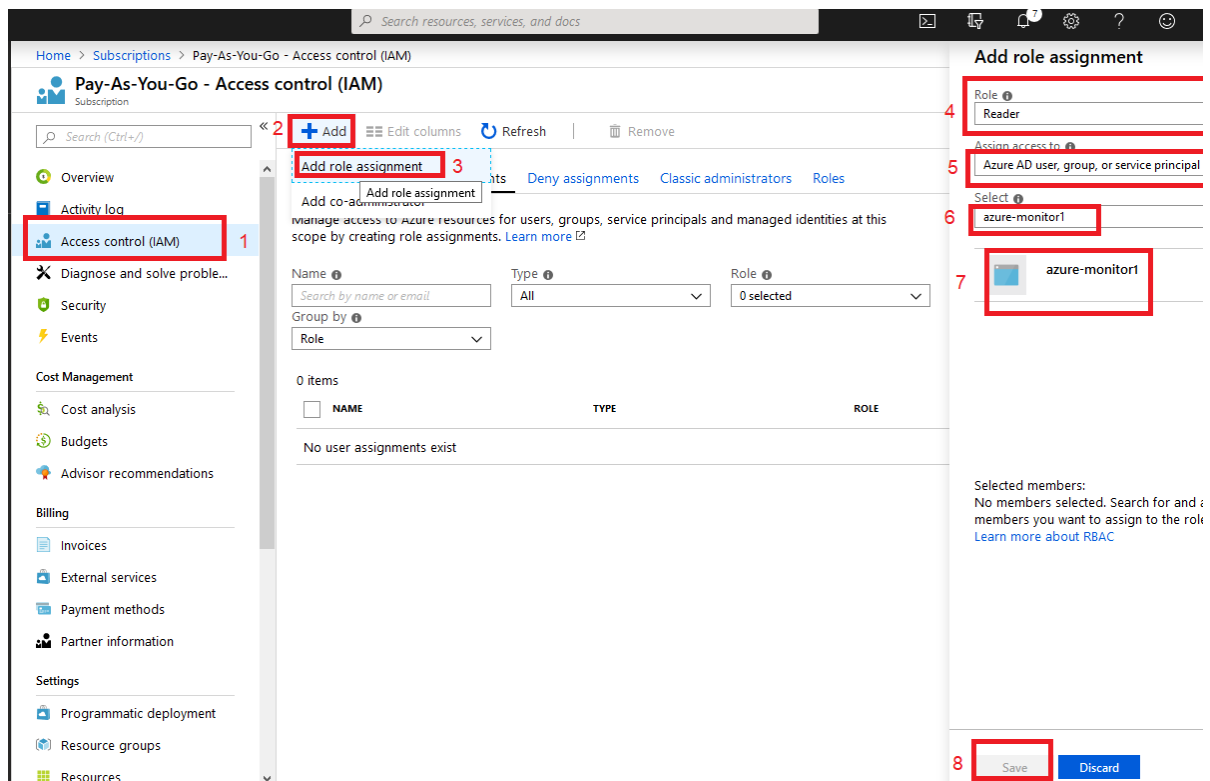 Search resources, services, and docs
7
Home > Subscriptions > Pay-As-You-Go - Access control (IAM)
Pay-As-You-Go - Access control (IAM)
Subscription
Search (Ctrl+/)
«
Overview
Activity log
Access control (IAM)
1
Diagnose and solve proble...
Security
Events
Cost Management
Cost analysis
Budgets
Advisor recommendations
Billing
Invoices
External services
Payment methods
Partner information
Settings
Programmatic deployment
Resource groups
Resources
2
Add
Edit columns
Refresh
Remove
Add role assignment
3
Add role assignment
Add co-administrator
Deny assignments
Classic administrators
Roles
Manage access to Azure resources for users, groups, service principals and managed identities at this
scope by creating role assignments. Learn more
Name
Type
Role
Search by name or email
All
0 selected
Group by
Role
0 items
NAME
TYPE
ROLE
No user assignments exist
Add role assignment
Role
4
Reader
Assign access to
5
Azure AD user, group, or service principal
Select
6
azure-monitor1
7
azure-monitor1
Selected members:
No members selected. Search for and
members you want to assign to the role
Learn more about RBAC
8
Save
Discard